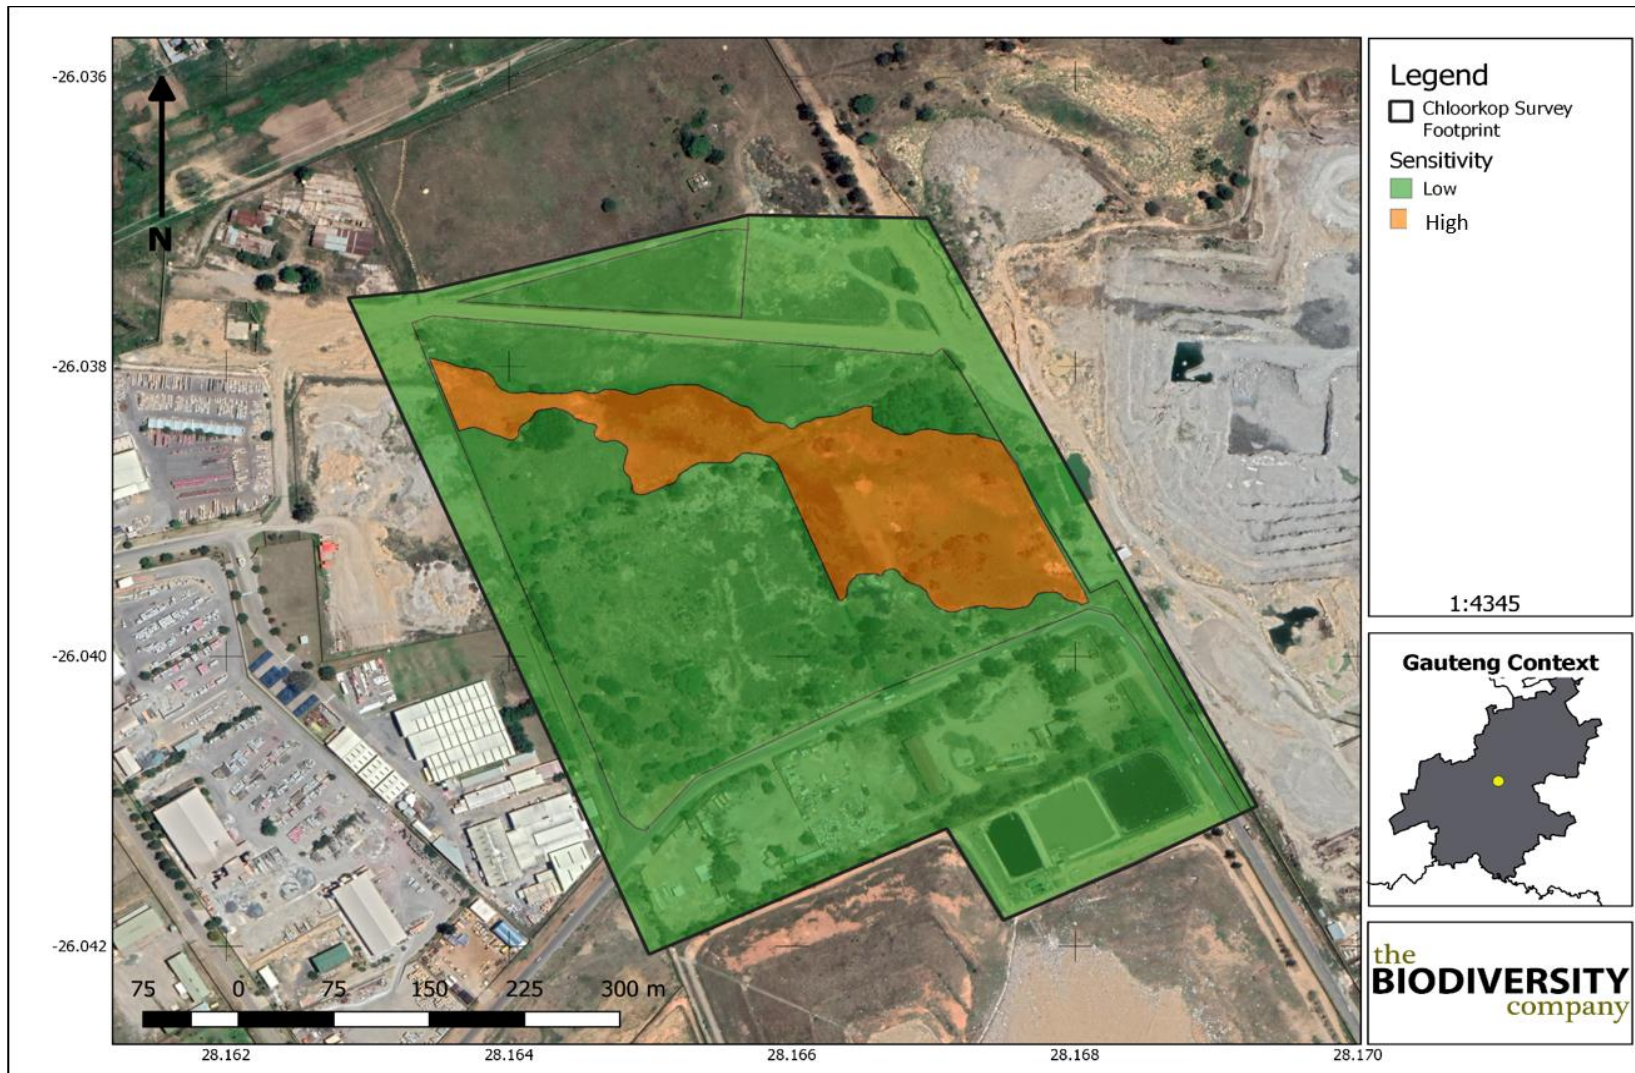 -26.036
-26.038
-26.040
-26.042
N
75 0 75 150 225 300 m
28.162 28.164 28.166 28.168 28.170
Legend
Chloorkop Survey
Footprint
Sensitivity
Low
High
1:4345
Gauteng Context
the
BIODIVERSITY
company